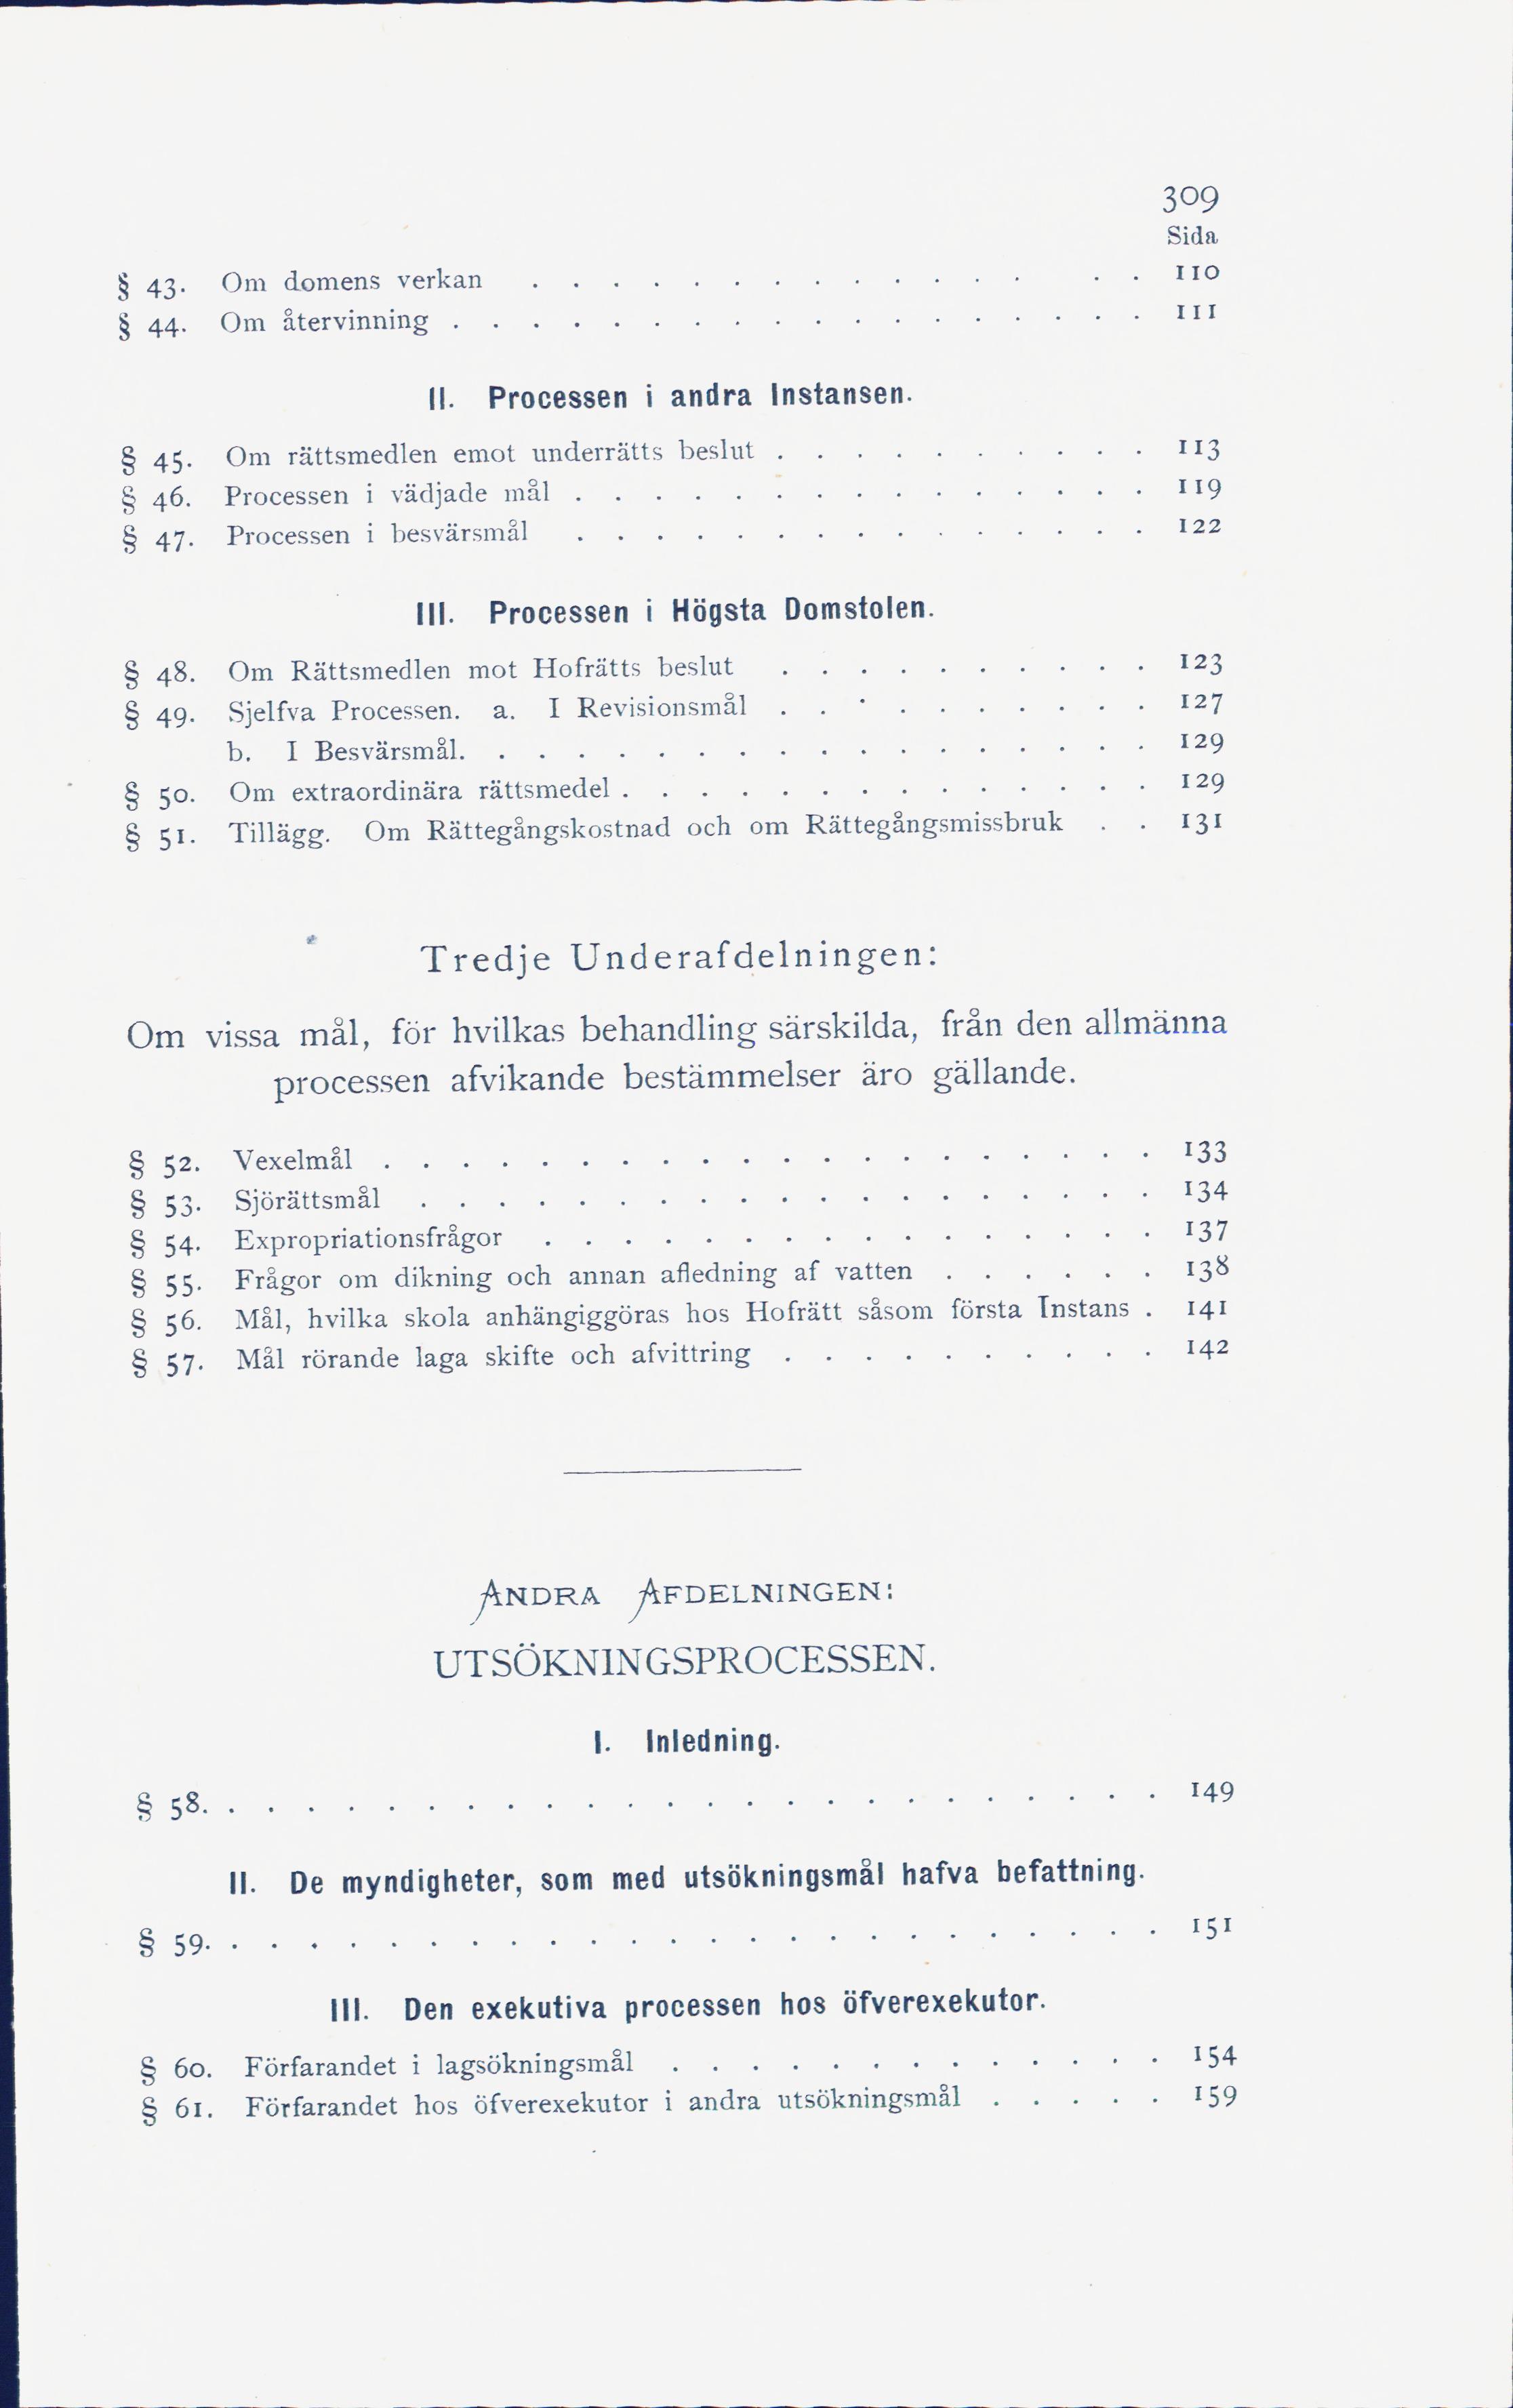 309
Sida
§ 43. Om domens verkan . . . . . . . . . . . . . . . 110
§ 44. Om återvinning . . . . . . . . . . . . . . . . . . 111
II. Processen i andra Instansen.
§ 45. Om rättsmedlen emot underrätts beslut . . . . . . . . . . 113
§ 46. Processen i vädjade mål . . . . . . . . . . . . . . . 119
§ 47. Processen i besvärsmål . . . . . . . . . . . . . . . 122
III. Processen i Högsta Domstolen.
§ 48. Om Rättsmedlen mot Hofrätts beslut . . . . . . . . . . 123
§ 49. Sjelfva Processen. a. I Revisionsmål . . . . . . . . . . 127
b. I Besvärsmål. . . . . . . . . . . . . . . . . . 129
§ 50. Om extraordinära rättsmedel . . . . . . . . . . . . . . 129
§ 51. Tillägg. Om Rättegångskostnad och om Rättegångsmissbruk . . 131
Tredje Underafdelningen:
Om vissa mål, för hvilkas behandling särskilda, från den allmänna
processen afvikande bestämmelser äro gällande.
§ 52. Vexelmål . . . . . . . . . . . . . . . . . . . . 133
§ 53. Sjörättsmål . . . . . . . . . . . . . . . . . . . 134
§ 54. Expropriationsfrågor . . . . . . . . . . . . . . . . 137
§ 55. Frågor om dikning och annan afledning af vatten . . . . . . 138
§ 56. Mål, hvilka skola anhängiggöras hos Hofrätt såsom första Instans . 141
§ 57. Mål rörande laga skifte och afvittring . . . . . . . . . . 142
ANDRA AFDELNINGEN:
UTSÖKNINGSPROCESSEN.
I. Inledning.
§ 58. . . . . . . . . . . . . . . . . . . . . . . . . 149
II. De myndigheter, som med utsökningsmål hafva befattning.
§ 59. . . . . . . . . . . . . . . . . . . . . . . . . 151
III. Den exekutiva processen hos öfverexekutor.
§ 60. Förfarandet i lagsökningsmål . . . . . . . . . . . . . 154
§ 61. Förfarandet hos öfverexekutor i andra utsökningsmål . . . . . 159